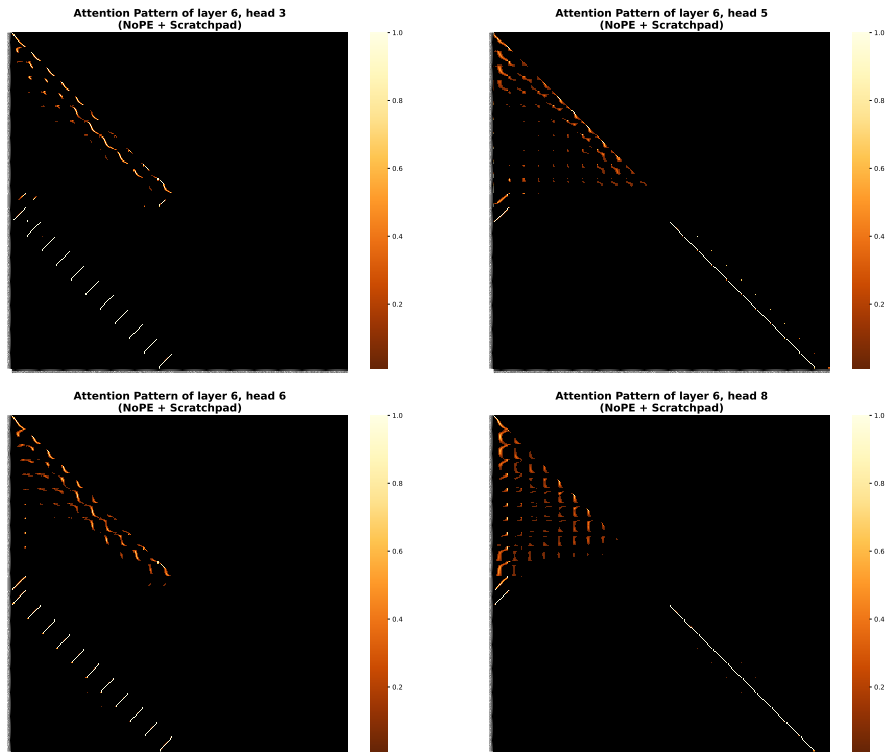 Attention Pattern of layer 6, head 3
(NoPE + Scratchpad)
1.0
0.8
0.6
0.4
0.2
Attention Pattern of layer 6, head 5
(NoPE + Scratchpad)
1.0
0.8
0.6
0.4
0.2
Attention Pattern of layer 6, head 6
(NoPE + Scratchpad)
1.0
0.8
0.6
0.4
0.2
Attention Pattern of layer 6, head 8
(NoPE + Scratchpad)
1.0
0.8
0.6
0.4
0.2